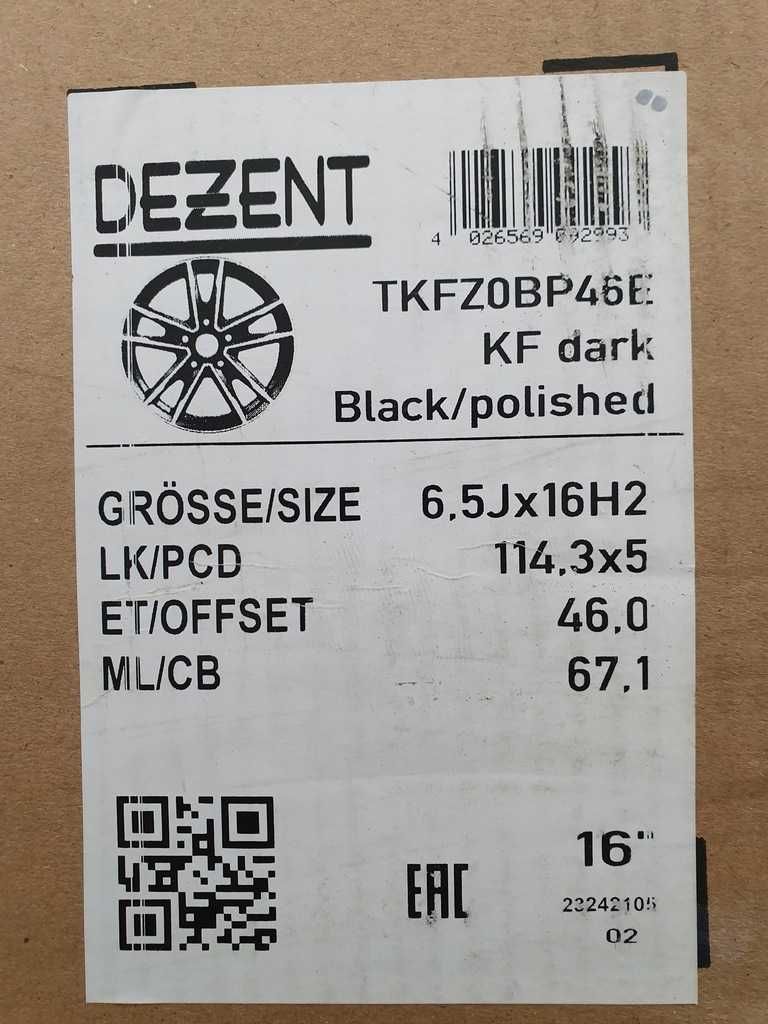 DEZENT
4 026569 092993
TKFZ0BP46E
KF dark
Black/polished
GRÖSSE/SIZE 6,5Jx16H2
LK/PCD 114,3x5
ET/OFFSET 46,0
ML/CB 67,1
EAC
16"
23242105
02